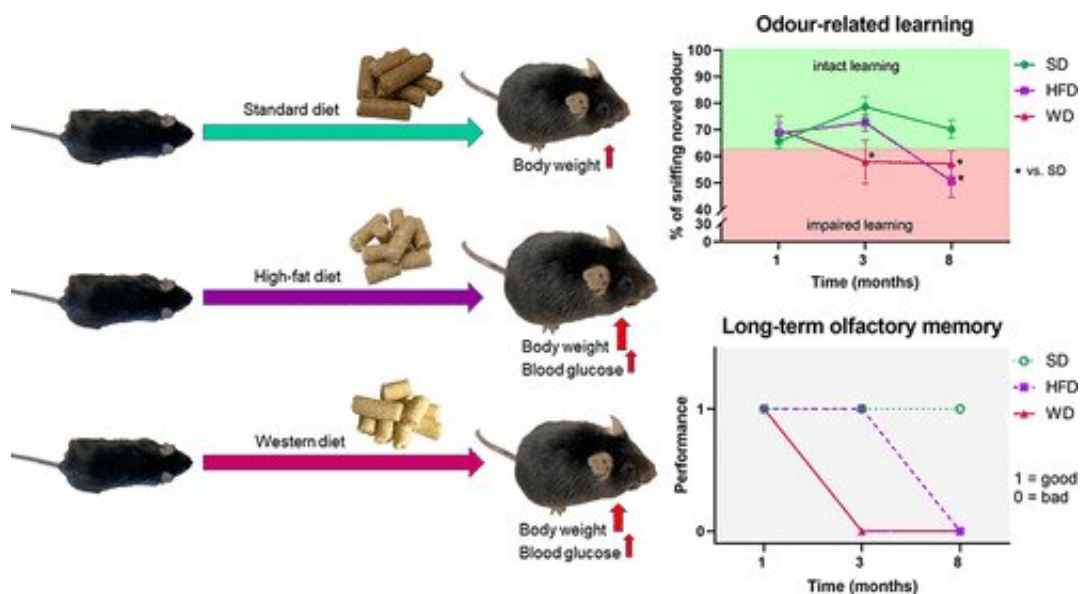 Standard diet
Body weight
High-fat diet
Body weight
Blood glucose
Western diet
Body weight
Blood glucose
Odour-related learning
% of sniffing novel odour
100
90
80
70
60
50
40
30
0
intact learning
impaired learning
*
*
*
1 3 8
Time (months)
SD
HFD
WD
* vs. SD
Long-term olfactory memory
Performance
1
0
1 3 8
Time (months)
SD
HFD
WD
1 = good
0 = bad